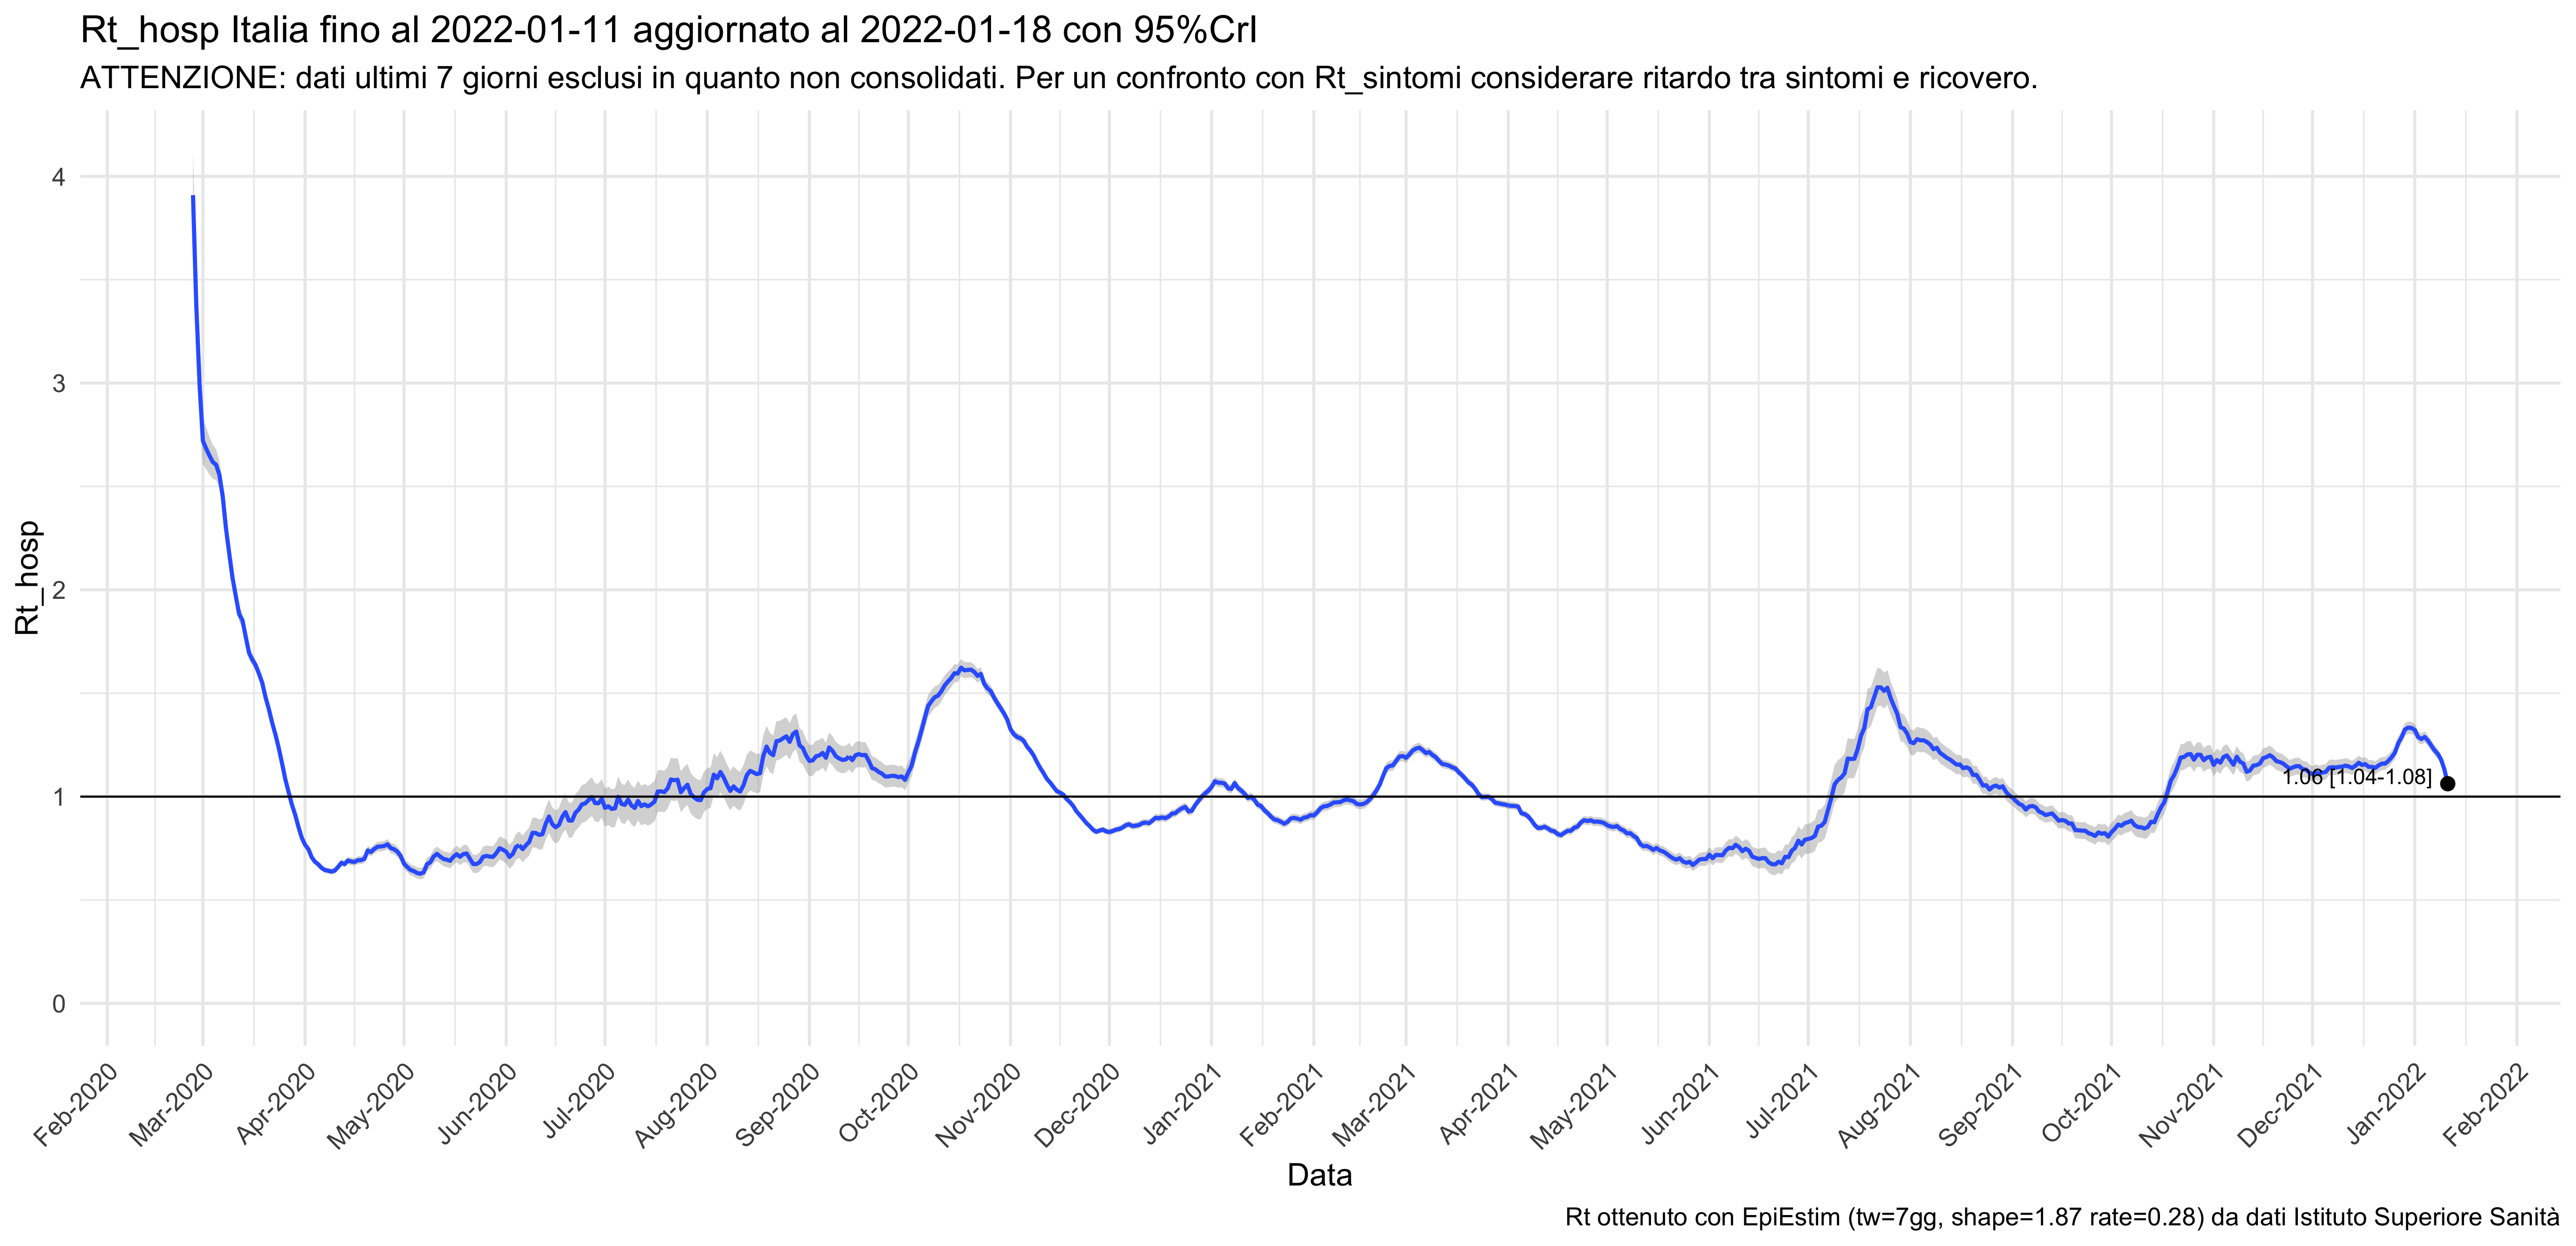 Rt_hosp Italia fino al 2022-01-11 aggiornato al 2022-01-18 con 95%CrI
ATTENZIONE: dati ultimi 7 giorni esclusi in quanto non consolidati. Per un confronto con Rt_sintomi considerare ritardo tra sintomi e ricovero.
Rt_hosp
4
3
2
1
0
1.06 [1.04-1.08]
Feb-2020
Mar-2020
Apr-2020
May-2020
Jun-2020
Jul-2020
Aug-2020
Sep-2020
Oct-2020
Nov-2020
Dec-2020
Jan-2021
Feb-2021
Mar-2021
Apr-2021
May-2021
Jun-2021
Jul-2021
Aug-2021
Sep-2021
Oct-2021
Nov-2021
Dec-2021
Jan-2022
Feb-2022
Data
Rt ottenuto con EpiEstim (tw=7gg, shape=1.87 rate=0.28) da dati Istituto Superiore Sanità